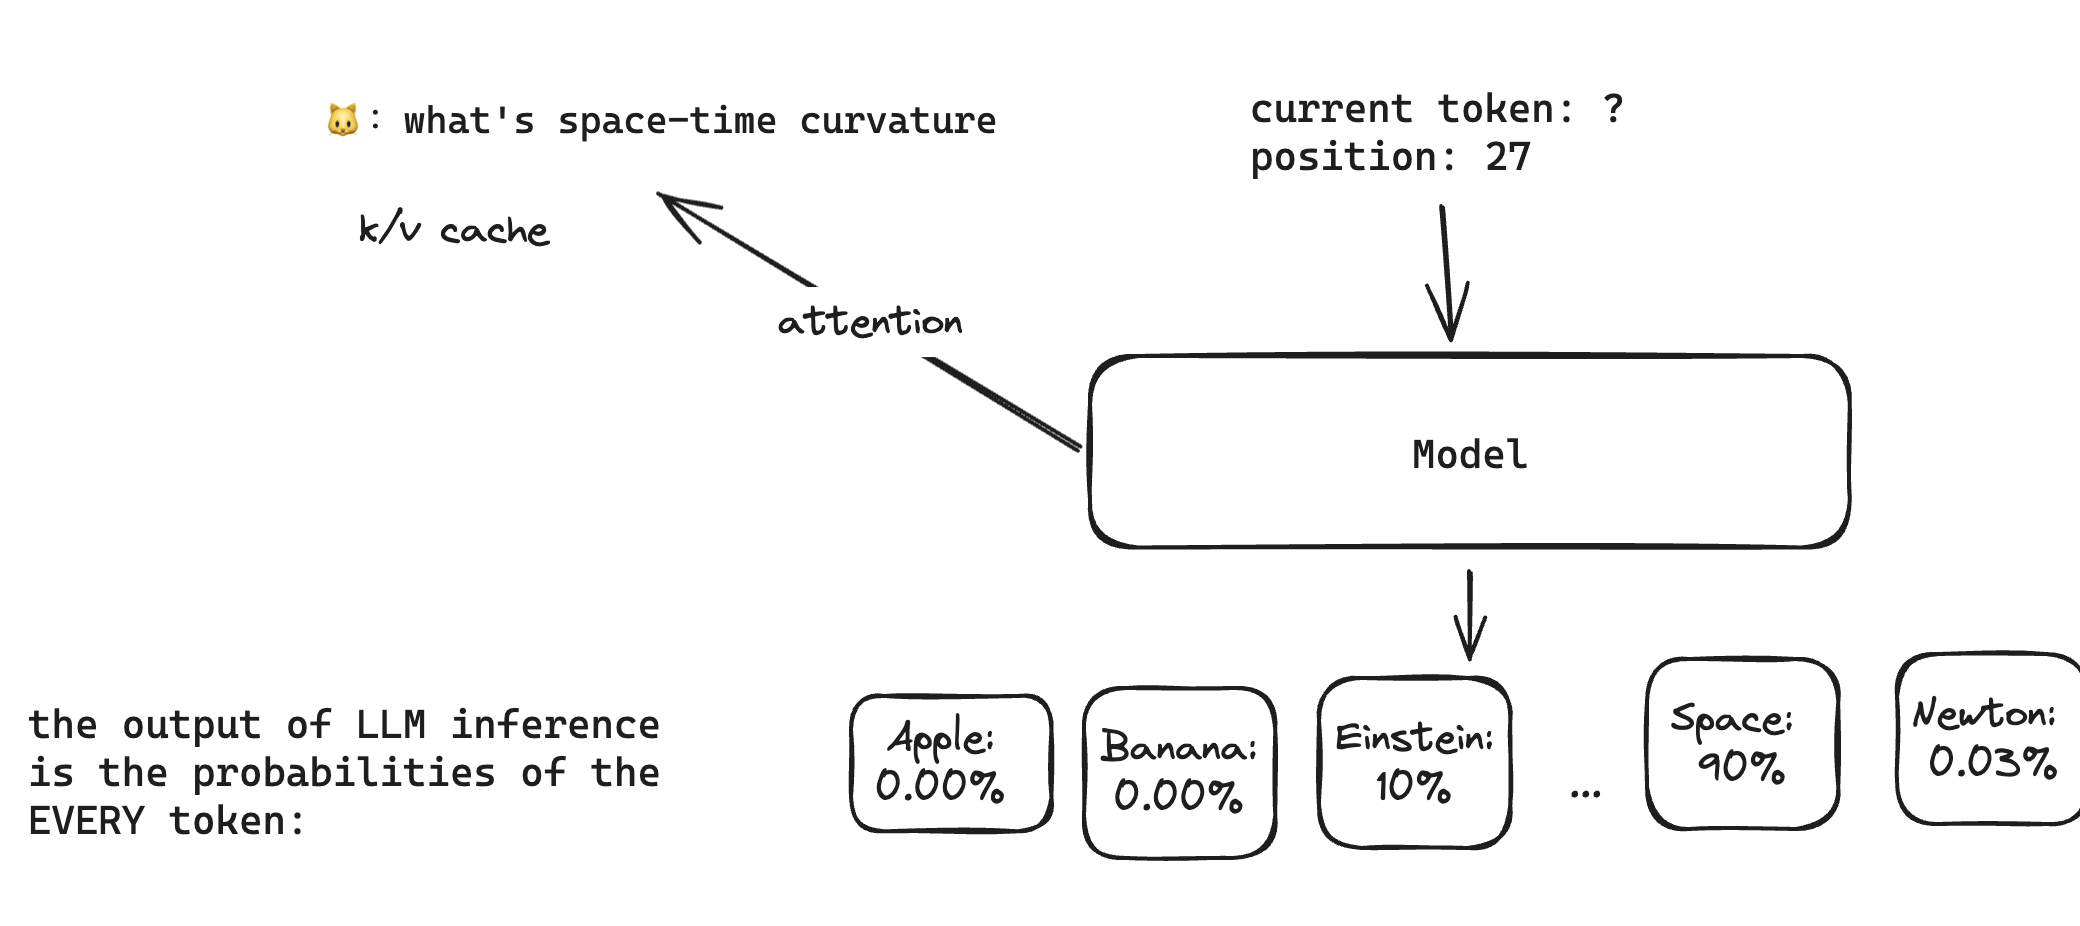 🐱: what's space-time curvature
k/v cache
current token: ?
position: 27
attention
Model
the output of LLM inference
is the probabilities of the
EVERY token:
Apple:
0.00%
Banana:
0.00%
Einstein:
10%
...
Space:
90%
Newton:
0.03%